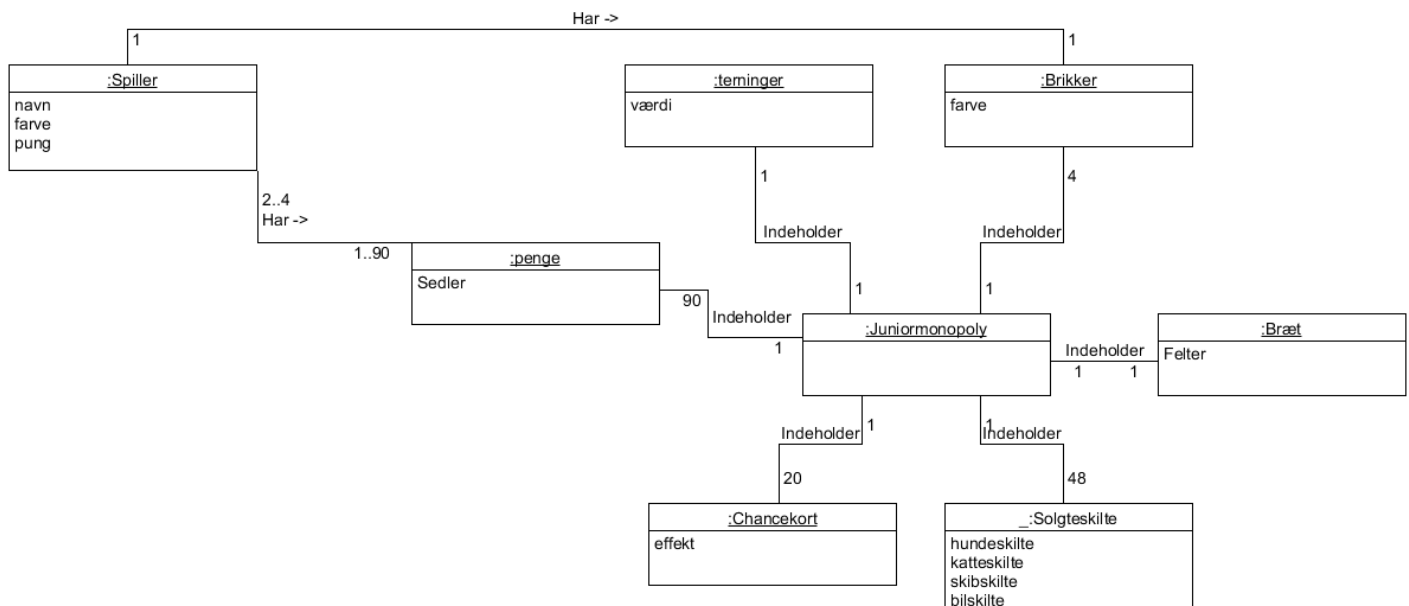 Har ->
1
1
:Spiller
navn
farve
pung
:terninger
værdi
:Brikker
farve
2..4
Har ->
1
4
1..90
:penge
Sedler
90
Indeholder
1
Indeholder
1
Indeholder
1
:Juniormonopoly
Indeholder
1
1
:Bræt
Felter
Indeholder
1
20
1
Indeholder
48
:Chancekort
effekt
_:Solgteskilte
hundeskilte
katteskilte
skibskilte
bilskilte